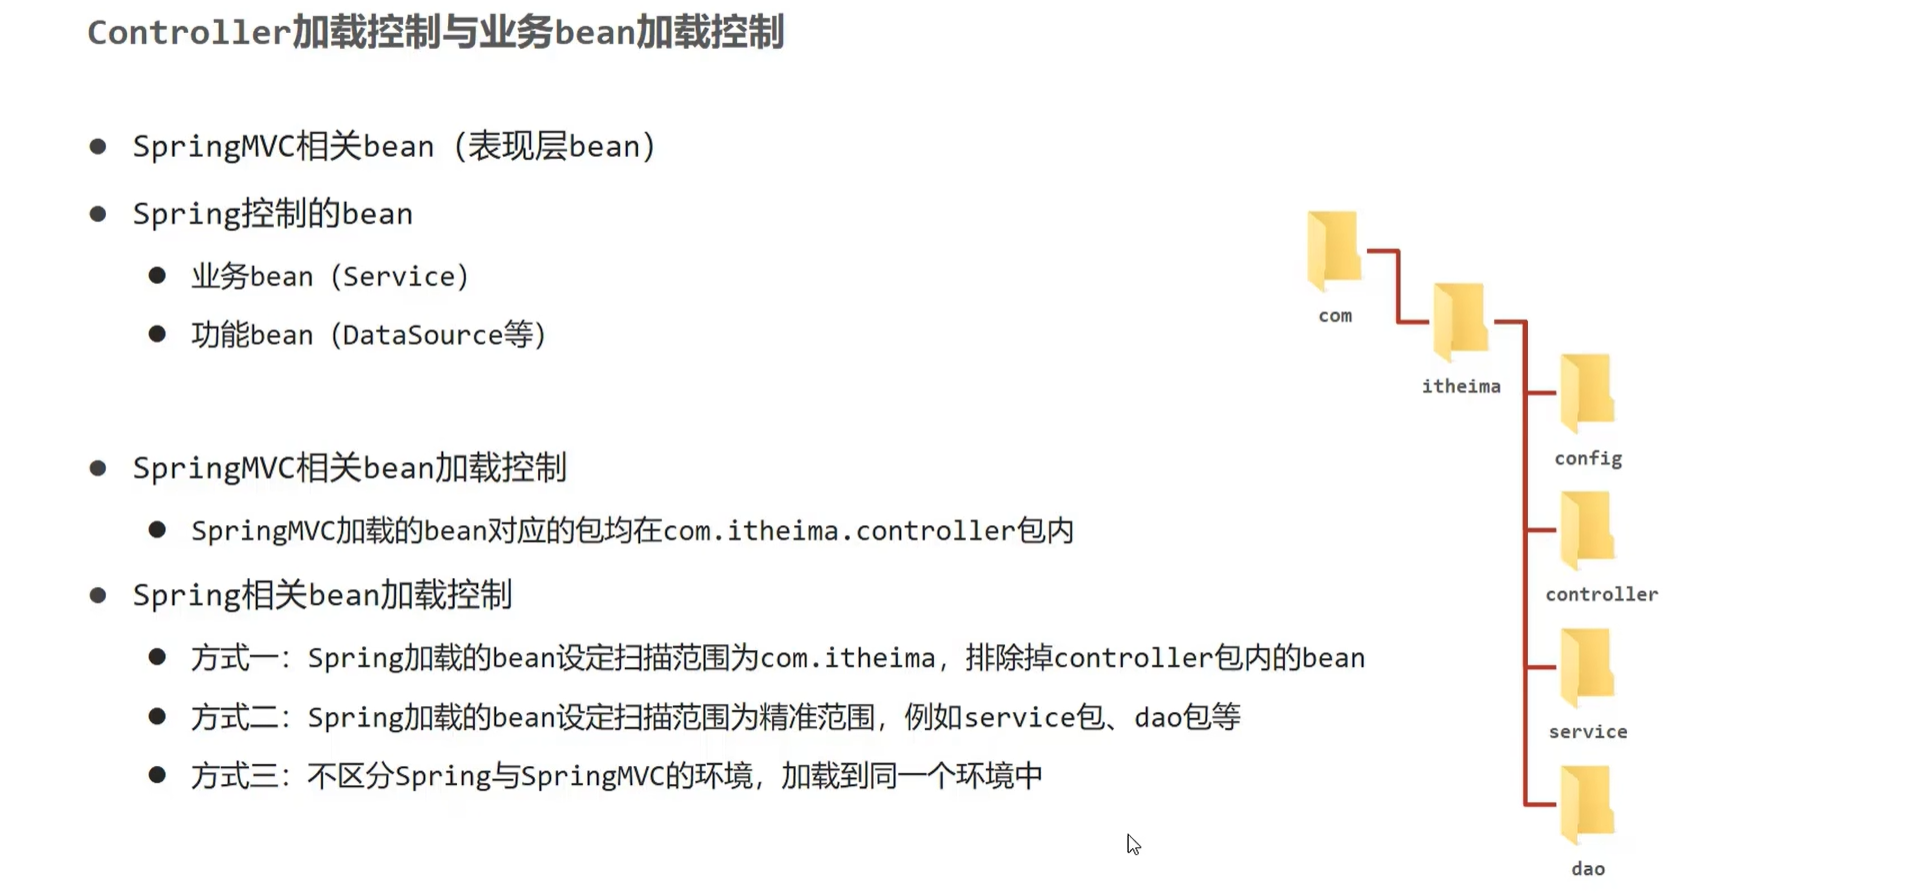 Controller加载控制与业务bean加载控制
SpringMVC相关bean（表现层bean）
Spring控制的bean
业务bean（Service）
功能bean（DataSource等）
SpringMVC相关bean加载控制
SpringMVC加载的bean对应的包均在com.itheima.controller包内
Spring相关bean加载控制
方式一：Spring加载的bean设定扫描范围为com.itheima，排除掉controller包内的bean
方式二：Spring加载的bean设定扫描范围为精准范围，例如service包、dao包等
方式三：不区分Spring与SpringMVC的环境，加载到同一个环境中
com
itheima
config
controller
service
dao